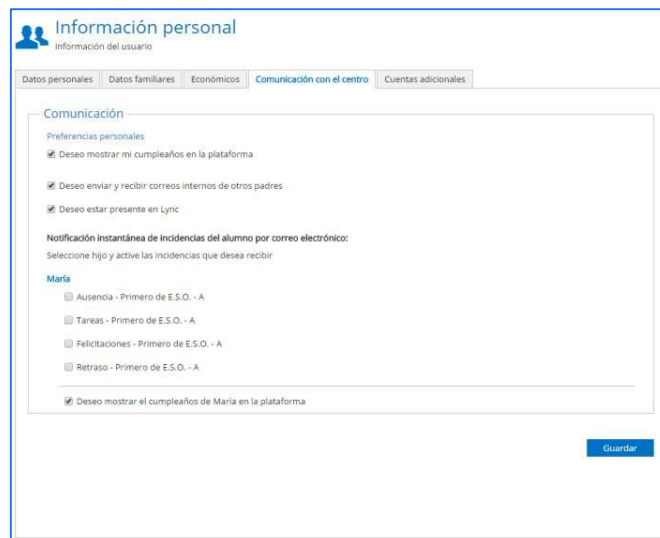 Información personal
Información del usuario
Datos personales Datos familiares Económicos Comunicación con el centro Cuentas adicionales
Comunicación
Preferencias personales
Deseo mostrar mi cumpleaños en la plataforma
Deseo enviar y recibir correos internos de otros padres
Deseo estar presente en Lync
Notificación instantánea de incidencias del alumno por correo electrónico:
Seleccione hijo y active las incidencias que desea recibir
María
Ausencia - Primero de E.S.O. - A
Tareas - Primero de E.S.O. - A
Felicitaciones - Primero de E.S.O. - A
Retraso - Primero de E.S.O. - A
Deseo mostrar el cumpleaños de María en la plataforma
Guardar